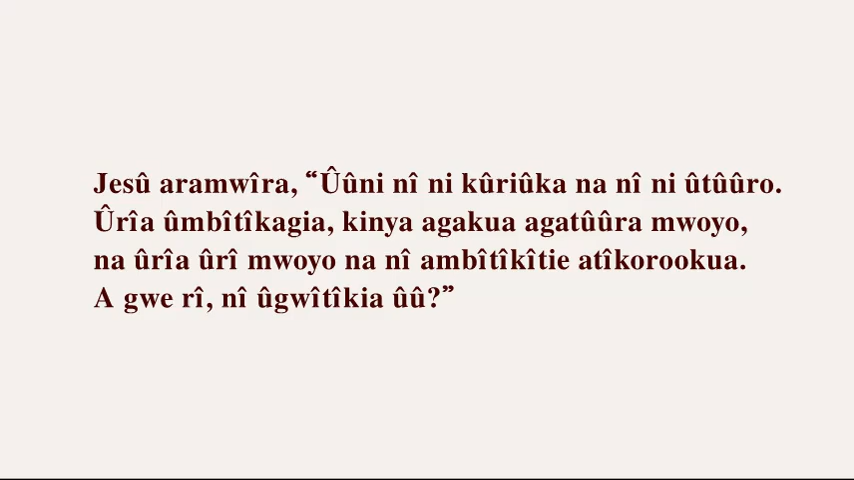 Jesû aramwîra, “Ûûni nî ni kûriûka na nî ni ûtûûro.
Ûrîa ûmbîtîkagia, kinya agakua agatûûra mwoyo,
na ûrîa ûrî mwoyo na nî ambîtîkîtie atîkorookua.
A gwe rî, nî ûgwîtîkia ûû?”